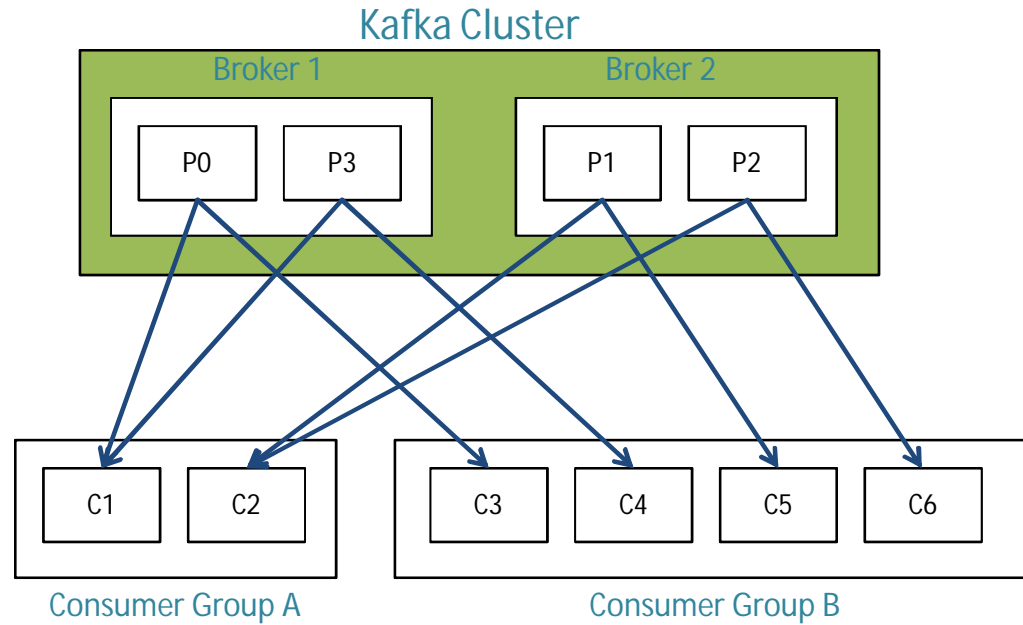 Kafka Cluster
Broker 1
Broker 2
P0
P3
P1
P2
C1
C2
C3
C4
C5
C6
Consumer Group A
Consumer Group B